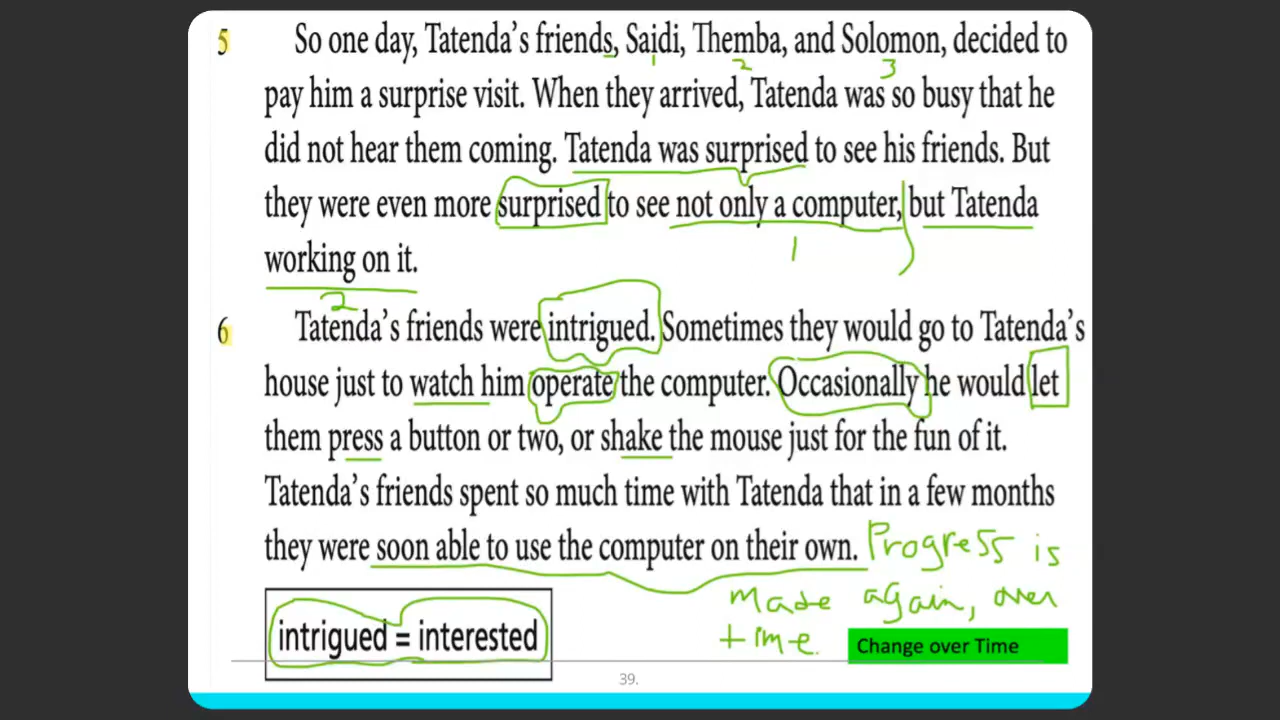 5 So one day, Tatenda's friends, Saidi, Themba, and Solomon, decided to
1 2 3
pay him a surprise visit. When they arrived, Tatenda was so busy that he
did not hear them coming. Tatenda was surprised to see his friends. But
they were even more surprised to see not only a computer, but Tatenda
1
working on it.
2
6 Tatenda's friends were intrigued. Sometimes they would go to Tatenda's
house just to watch him operate the computer. Occasionally he would let
them press a button or two, or shake the mouse just for the fun of it.
Tatenda's friends spent so much time with Tatenda that in a few months
they were soon able to use the computer on their own. Progress is
made again, over
time.
intrigued = interested
Change over Time
39.